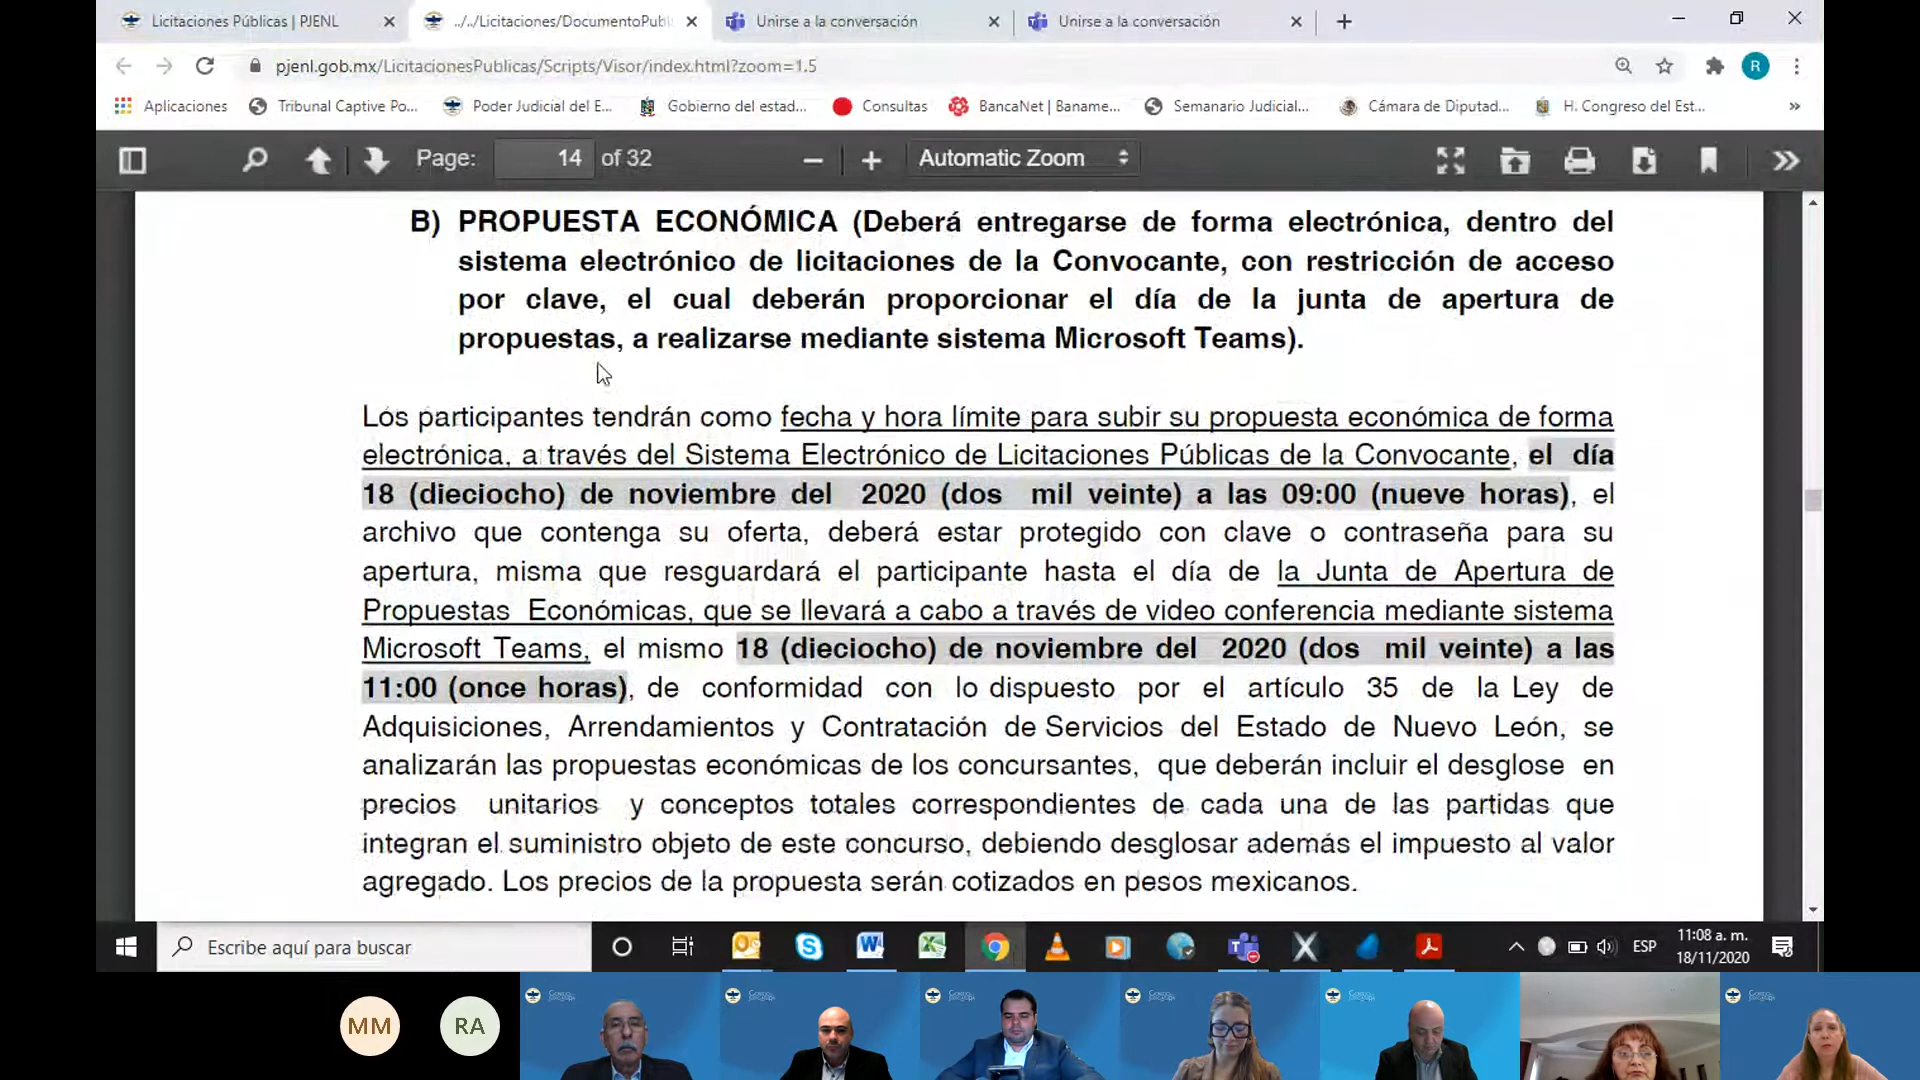 Licitaciones Públicas | PJENL
../../Licitaciones/DocumentoPubli
Unirse a la conversación
Unirse a la conversación
pjenl.gob.mx/LicitacionesPublicas/Scripts/Visor/index.html?zoom=1.5
R
Aplicaciones
Tribunal Captive Po...
Poder Judicial del E...
Gobierno del estad...
Consultas
BancaNet | Baname...
Semanario Judicial...
Cámara de Diputad...
H. Congreso del Est...
Page: 14 of 32
Automatic Zoom
B) PROPUESTA ECONÓMICA (Deberá entregarse de forma electrónica, dentro del
sistema electrónico de licitaciones de la Convocante, con restricción de acceso
por clave, el cual deberán proporcionar el día de la junta de apertura de
propuestas, a realizarse mediante sistema Microsoft Teams).
Los participantes tendrán como fecha y hora límite para subir su propuesta económica de forma
electrónica, a través del Sistema Electrónico de Licitaciones Públicas de la Convocante, el día
18 (dieciocho) de noviembre del 2020 (dos mil veinte) a las 09:00 (nueve horas), el
archivo que contenga su oferta, deberá estar protegido con clave o contraseña para su
apertura, misma que resguardará el participante hasta el día de la Junta de Apertura de
Propuestas Económicas, que se llevará a cabo a través de video conferencia mediante sistema
Microsoft Teams, el mismo 18 (dieciocho) de noviembre del 2020 (dos mil veinte) a las
11:00 (once horas), de conformidad con lo dispuesto por el artículo 35 de la Ley de
Adquisiciones, Arrendamientos y Contratación de Servicios del Estado de Nuevo León, se
analizarán las propuestas económicas de los concursantes, que deberán incluir el desglose en
precios unitarios y conceptos totales correspondientes de cada una de las partidas que
integran el suministro objeto de este concurso, debiendo desglosar además el impuesto al valor
agregado. Los precios de la propuesta serán cotizados en pesos mexicanos.
Escribe aquí para buscar
ESP
11:08 a. m.
18/11/2020
MM
RA